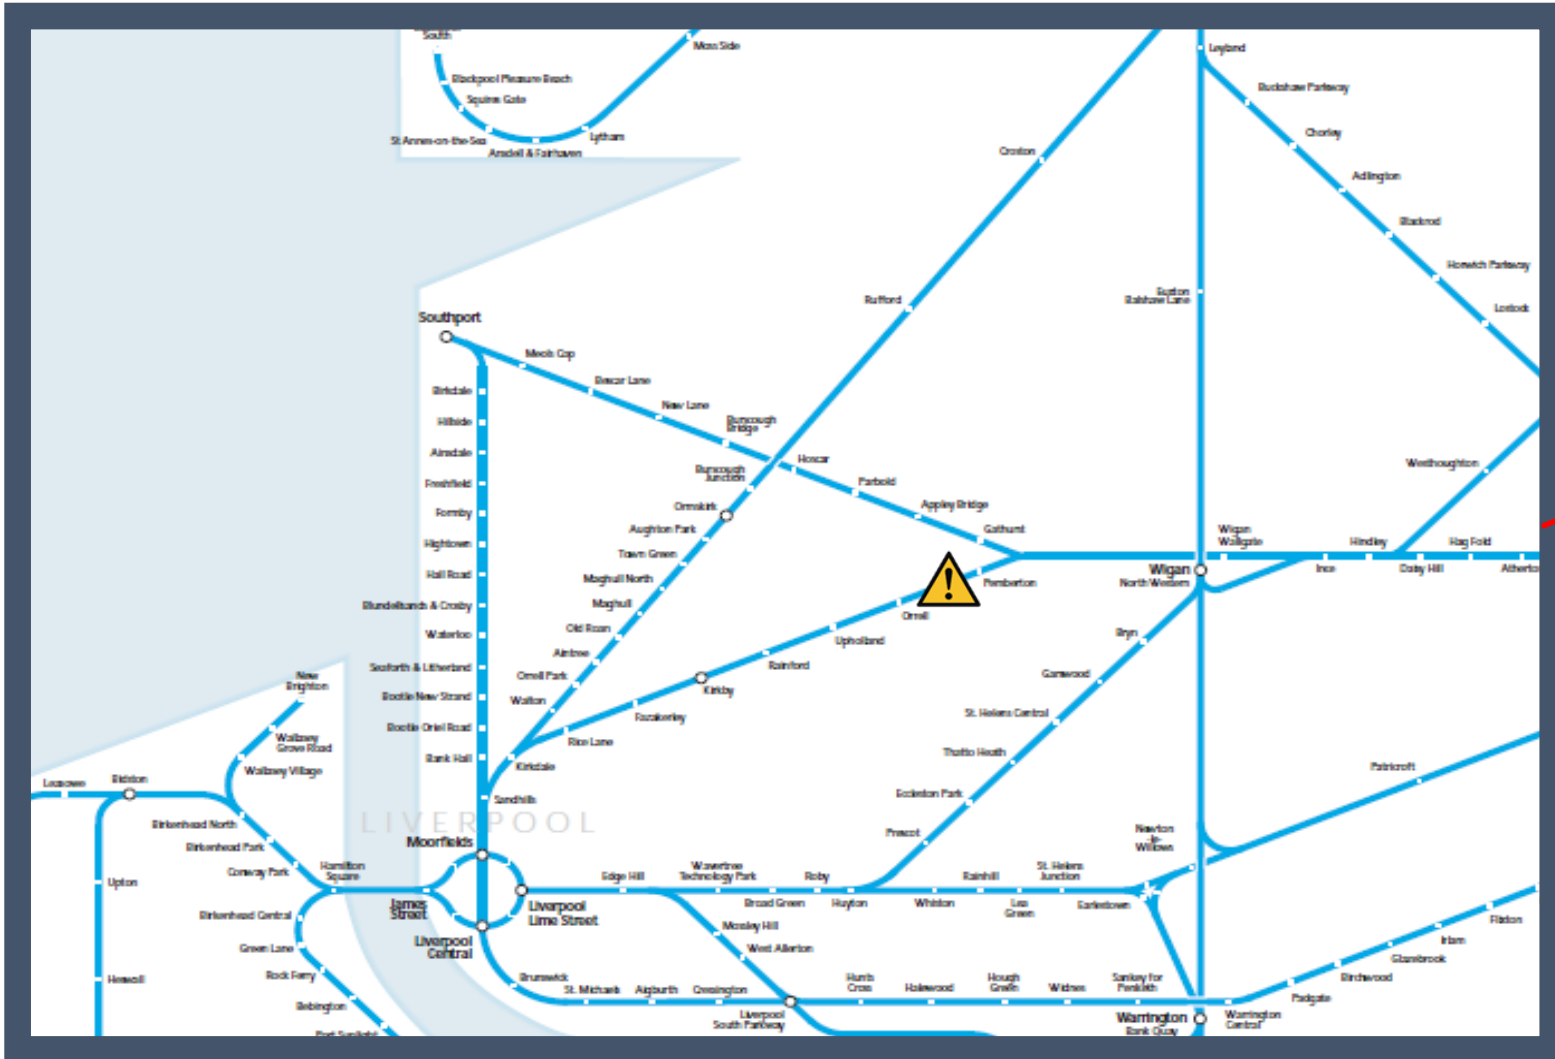 South
Moss Side
Blackpool Pleasure Beach
Squires Gate
St Annes-on-the-Sea
Lytham
Ansdell & Fairhaven
Leyland
Buckshaw Parkway
Chorley
Adlington
Blackrod
Horwich Parkway
Lostock
Croston
Rufford
Euxton
Balshaw Lane
Southport
Meols Cop
Bescar Lane
New Lane
Burscough
Bridge
Hoscar
Parbold
Appley Bridge
Gathurst
Burscough
Junction
Ormskirk
Aughton Park
Town Green
Maghull North
Maghull
Old Roan
Aintree
Orrell Park
Walton
Birkdale
Hillside
Ainsdale
Freshfield
Formby
Hightown
Hall Road
Blundellsands & Crosby
Waterloo
Seaforth & Litherland
Bootle New Strand
Bootle Oriel Road
Bank Hall
Westhoughton
Wigan
Wallgate
Hindley
Hag Fold
Wigan
North Western
Ince
Daisy Hill
Atherto
!
Pemberton
Orrell
Upholland
Rainford
Kirkby
Fazakerley
Rice Lane
Kirkdale
Sandhills
Bryn
Garswood
St. Helens Central
Thatto Heath
Eccleston Park
Prescot
Patricroft
New
Brighton
Wallasey
Grove Road
Wallasey Village
Leasowe
Bidston
Birkenhead North
Birkenhead Park
Conway Park
Hamilton
Square
LIVERPOOL
Moorfields
James
Street
Liverpool
Lime Street
Liverpool
Central
Upton
Heswall
Birkenhead Central
Green Lane
Rock Ferry
Bebington
Port Sunlight
Edge Hill
Wavertree
Technology Park
Broad Green
Roby
Huyton
Whiston
Rainhill
Lea
Green
St. Helens
Junction
Earlestown
Newton
-le-
Willows
Mossley Hill
West Allerton
Brunswick
St. Michaels
Aigburth
Cressington
Liverpool
South Parkway
Hunts
Cross
Halewood
Hough
Green
Widnes
Sankey for
Penketh
Warrington
Bank Quay
Warrington
Central
Padgate
Birchwood
Glazebrook
Irlam
Flixton